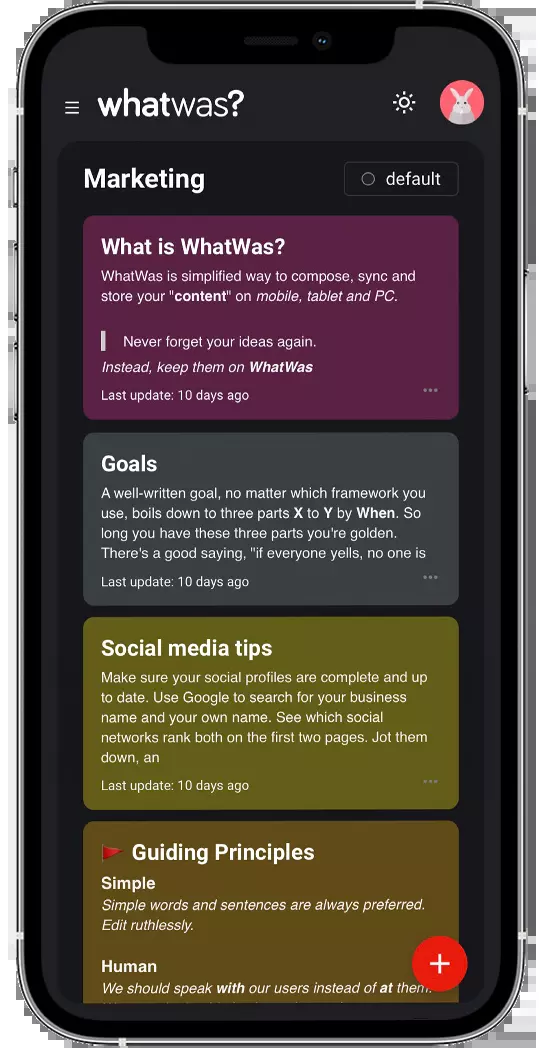 whatwas?
Marketing
default
What is WhatWas?
WhatWas is simplified way to compose, sync and
store your "content" on mobile, tablet and PC.
Never forget your ideas again.
Instead, keep them on WhatWas
Last update: 10 days ago
Goals
A well-written goal, no matter which framework you
use, boils down to three parts X to Y by When. So
long you have these three parts you're golden.
There's a good saying, "if everyone yells, no one is
Last update: 10 days ago
Social media tips
Make sure your social profiles are complete and up
to date. Use Google to search for your business
name and your own name. See which social
networks rank both on the first two pages. Jot them
down, an
Last update: 10 days ago
Guiding Principles
Simple
Simple words and sentences are always preferred.
Edit ruthlessly.
Human
We should speak with our users instead of at them.